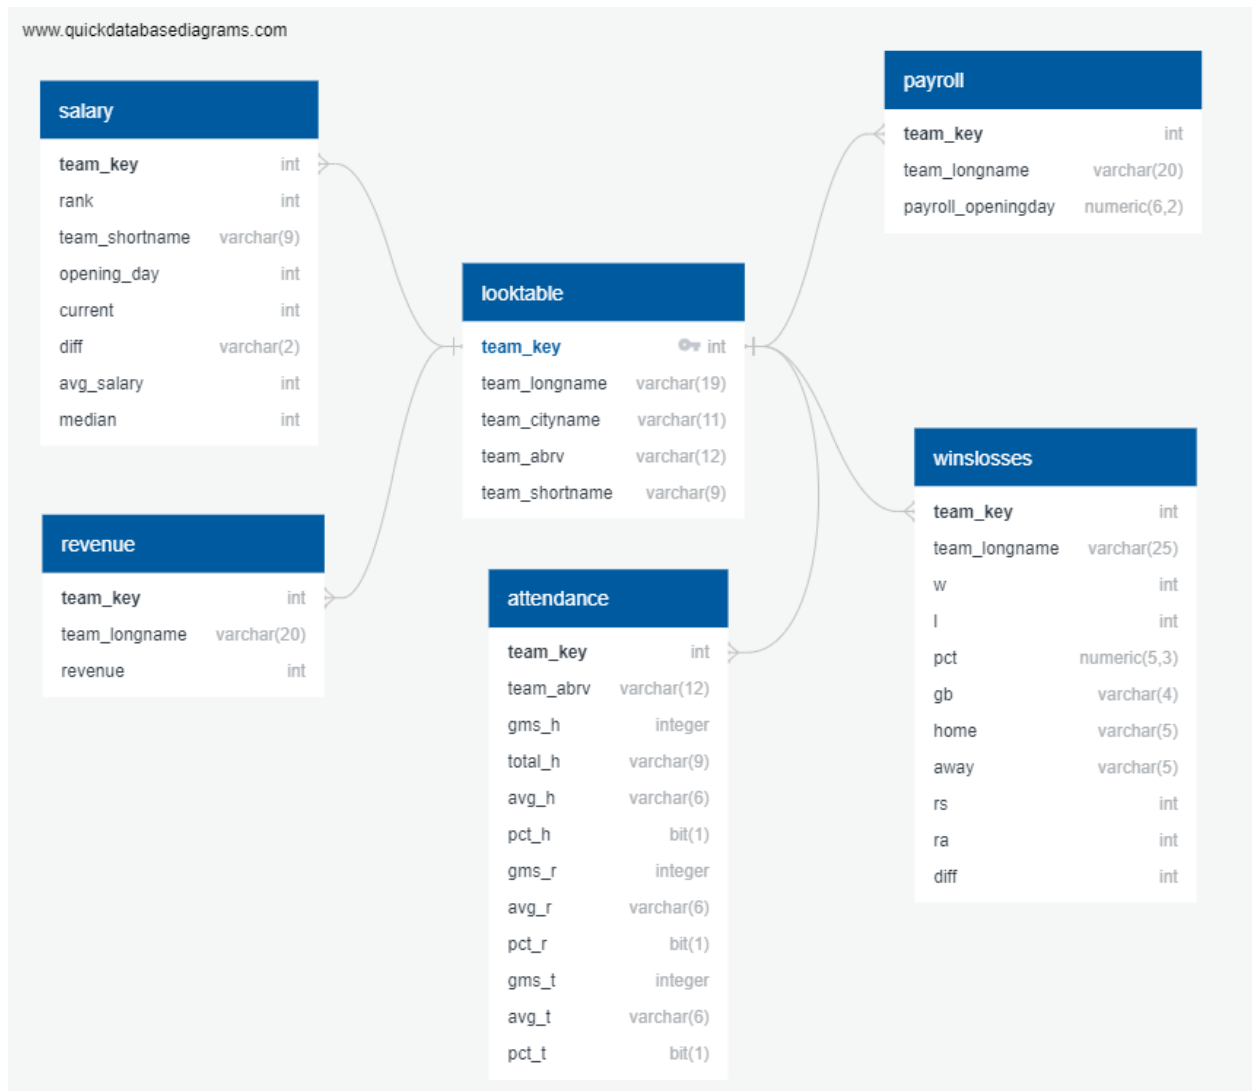 www.quickdatabasediagrams.com
salary
team_key int
rank int
team_shortname varchar(9)
opening_day int
current int
diff varchar(2)
avg_salary int
median int
revenue
team_key int
team_longname varchar(20)
revenue int
looktable
team_key int
team_longname varchar(19)
team_cityname varchar(11)
team_abrv varchar(12)
team_shortname varchar(9)
attendance
team_key int
team_abrv varchar(12)
gms_h integer
total_h varchar(9)
avg_h varchar(6)
pct_h bit(1)
gms_r integer
avg_r varchar(6)
pct_r bit(1)
gms_t integer
avg_t varchar(6)
pct_t bit(1)
payroll
team_key int
team_longname varchar(20)
payroll_openingday numeric(6,2)
winslosses
team_key int
team_longname varchar(25)
w int
l int
pct numeric(5,3)
gb varchar(4)
home varchar(5)
away varchar(5)
rs int
ra int
diff int